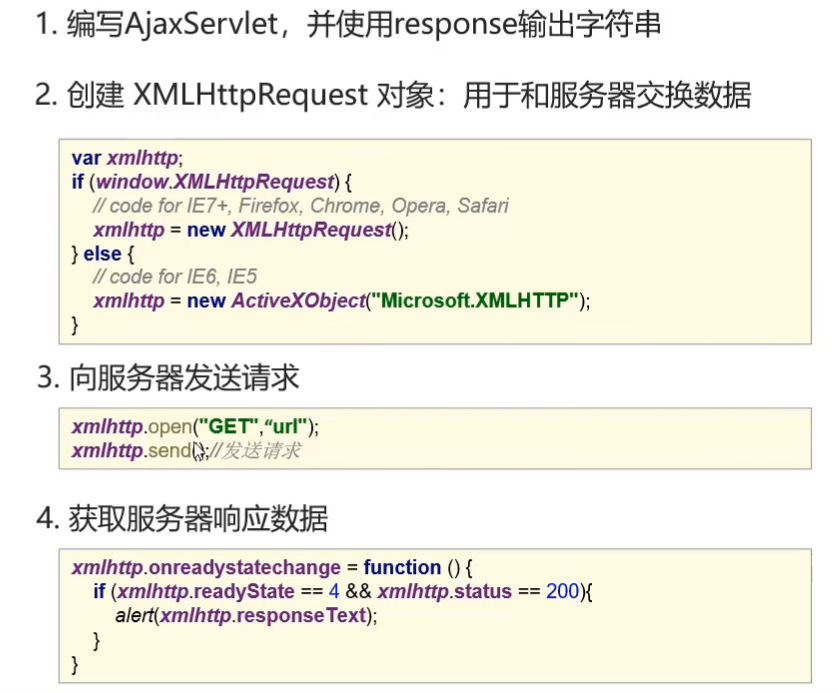 1. 编写AjaxServlet，并使用response输出字符串
2. 创建 XMLHttpRequest 对象：用于和服务器交换数据
var xmlhttp;
if (window.XMLHttpRequest) {
// code for IE7+, Firefox, Chrome, Opera, Safari
xmlhttp = new XMLHttpRequest();
} else {
// code for IE6, IE5
xmlhttp = new ActiveXObject("Microsoft.XMLHTTP");
}
3. 向服务器发送请求
xmlhttp.open("GET",“url");
xmlhttp.send();//发送请求
4. 获取服务器响应数据
xmlhttp.onreadystatechange = function () {
if (xmlhttp.readyState == 4 && xmlhttp.status == 200){
alert(xmlhttp.responseText);
}
}